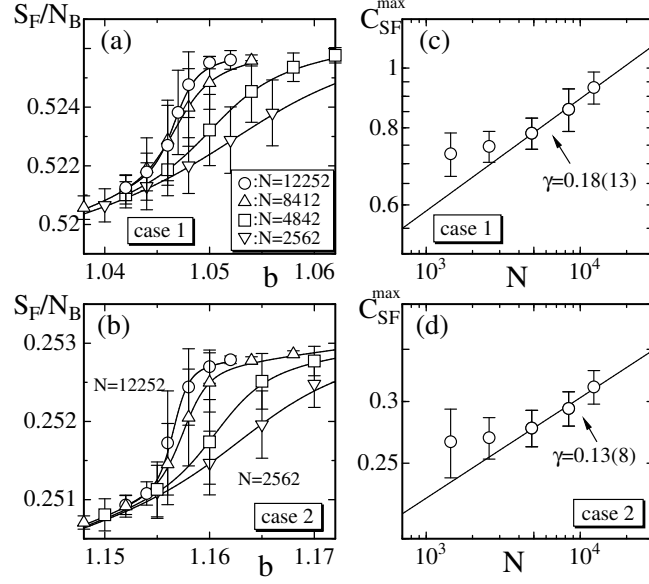 S_F/N_B
(a)
0.524
0.522
0.52
case 1
○:N=12252
△:N=8412
□:N=4842
▽:N=2562
1.04 1.05 b 1.06
(c)
C_SF^max
1
0.8
0.6
γ=0.18(13)
case 1
10^3 N 10^4
S_F/N_B
(b)
0.253
0.252
0.251
N=12252
N=2562
case 2
1.15 1.16 b 1.17
C_SF^max
(d)
0.3
0.25
γ=0.13(8)
case 2
10^3 N 10^4